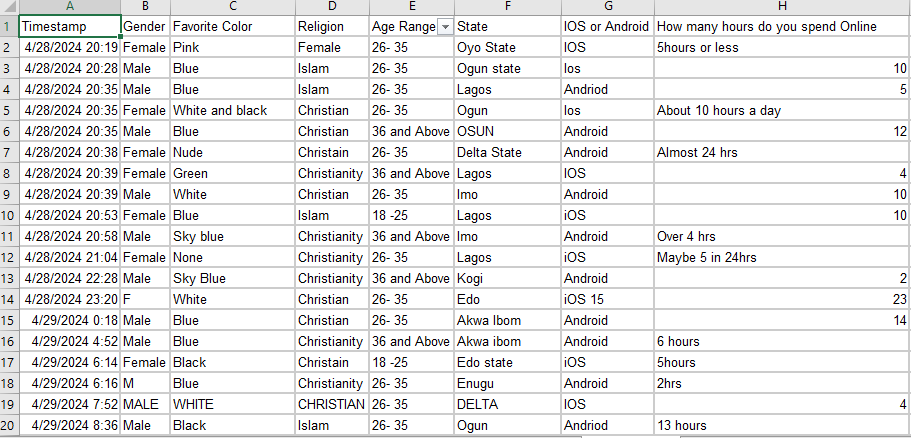 A B C D E F G H
1 Timestamp Gender Favorite Color Religion Age Range State IOS or Android How many hours do you spend Online
2 4/28/2024 20:19 Female Pink Female 26- 35 Oyo State IOS 5hours or less
3 4/28/2024 20:28 Male Blue Islam 26- 35 Ogun state Ios 10
4 4/28/2024 20:35 Male Blue Islam 26- 35 Lagos Andriod 5
5 4/28/2024 20:35 Female White and black Christian 26- 35 Ogun Ios About 10 hours a day
6 4/28/2024 20:35 Male Blue Christian 36 and Above OSUN Android 12
7 4/28/2024 20:38 Female Nude Christain 26- 35 Delta State Android Almost 24 hrs
8 4/28/2024 20:39 Female Green Christianity 36 and Above Lagos IOS 4
9 4/28/2024 20:39 Male White Christian 26- 35 Imo Android 10
10 4/28/2024 20:53 Female Blue Islam 18 -25 Lagos iOS 10
11 4/28/2024 20:58 Male Sky blue Christianity 36 and Above Imo Android Over 4 hrs
12 4/28/2024 21:04 Female None Christianity 26- 35 Lagos iOS Maybe 5 in 24hrs
13 4/28/2024 22:28 Male Sky Blue Christianity 36 and Above Kogi Android 2
14 4/28/2024 23:20 F White Christian 26- 35 Edo iOS 15 23
15 4/29/2024 0:18 Male Blue Christian 26- 35 Akwa Ibom Android 14
16 4/29/2024 4:52 Male Blue Christianity 36 and Above Akwa ibom Android 6 hours
17 4/29/2024 6:14 Female Black Christain 18 -25 Edo state iOS 5hours
18 4/29/2024 6:16 M Blue Christianity 26- 35 Enugu Android 2hrs
19 4/29/2024 7:52 MALE WHITE CHRISTIAN 26- 35 DELTA IOS 4
20 4/29/2024 8:36 Male Black Islam 26- 35 Ogun Android 13 hours